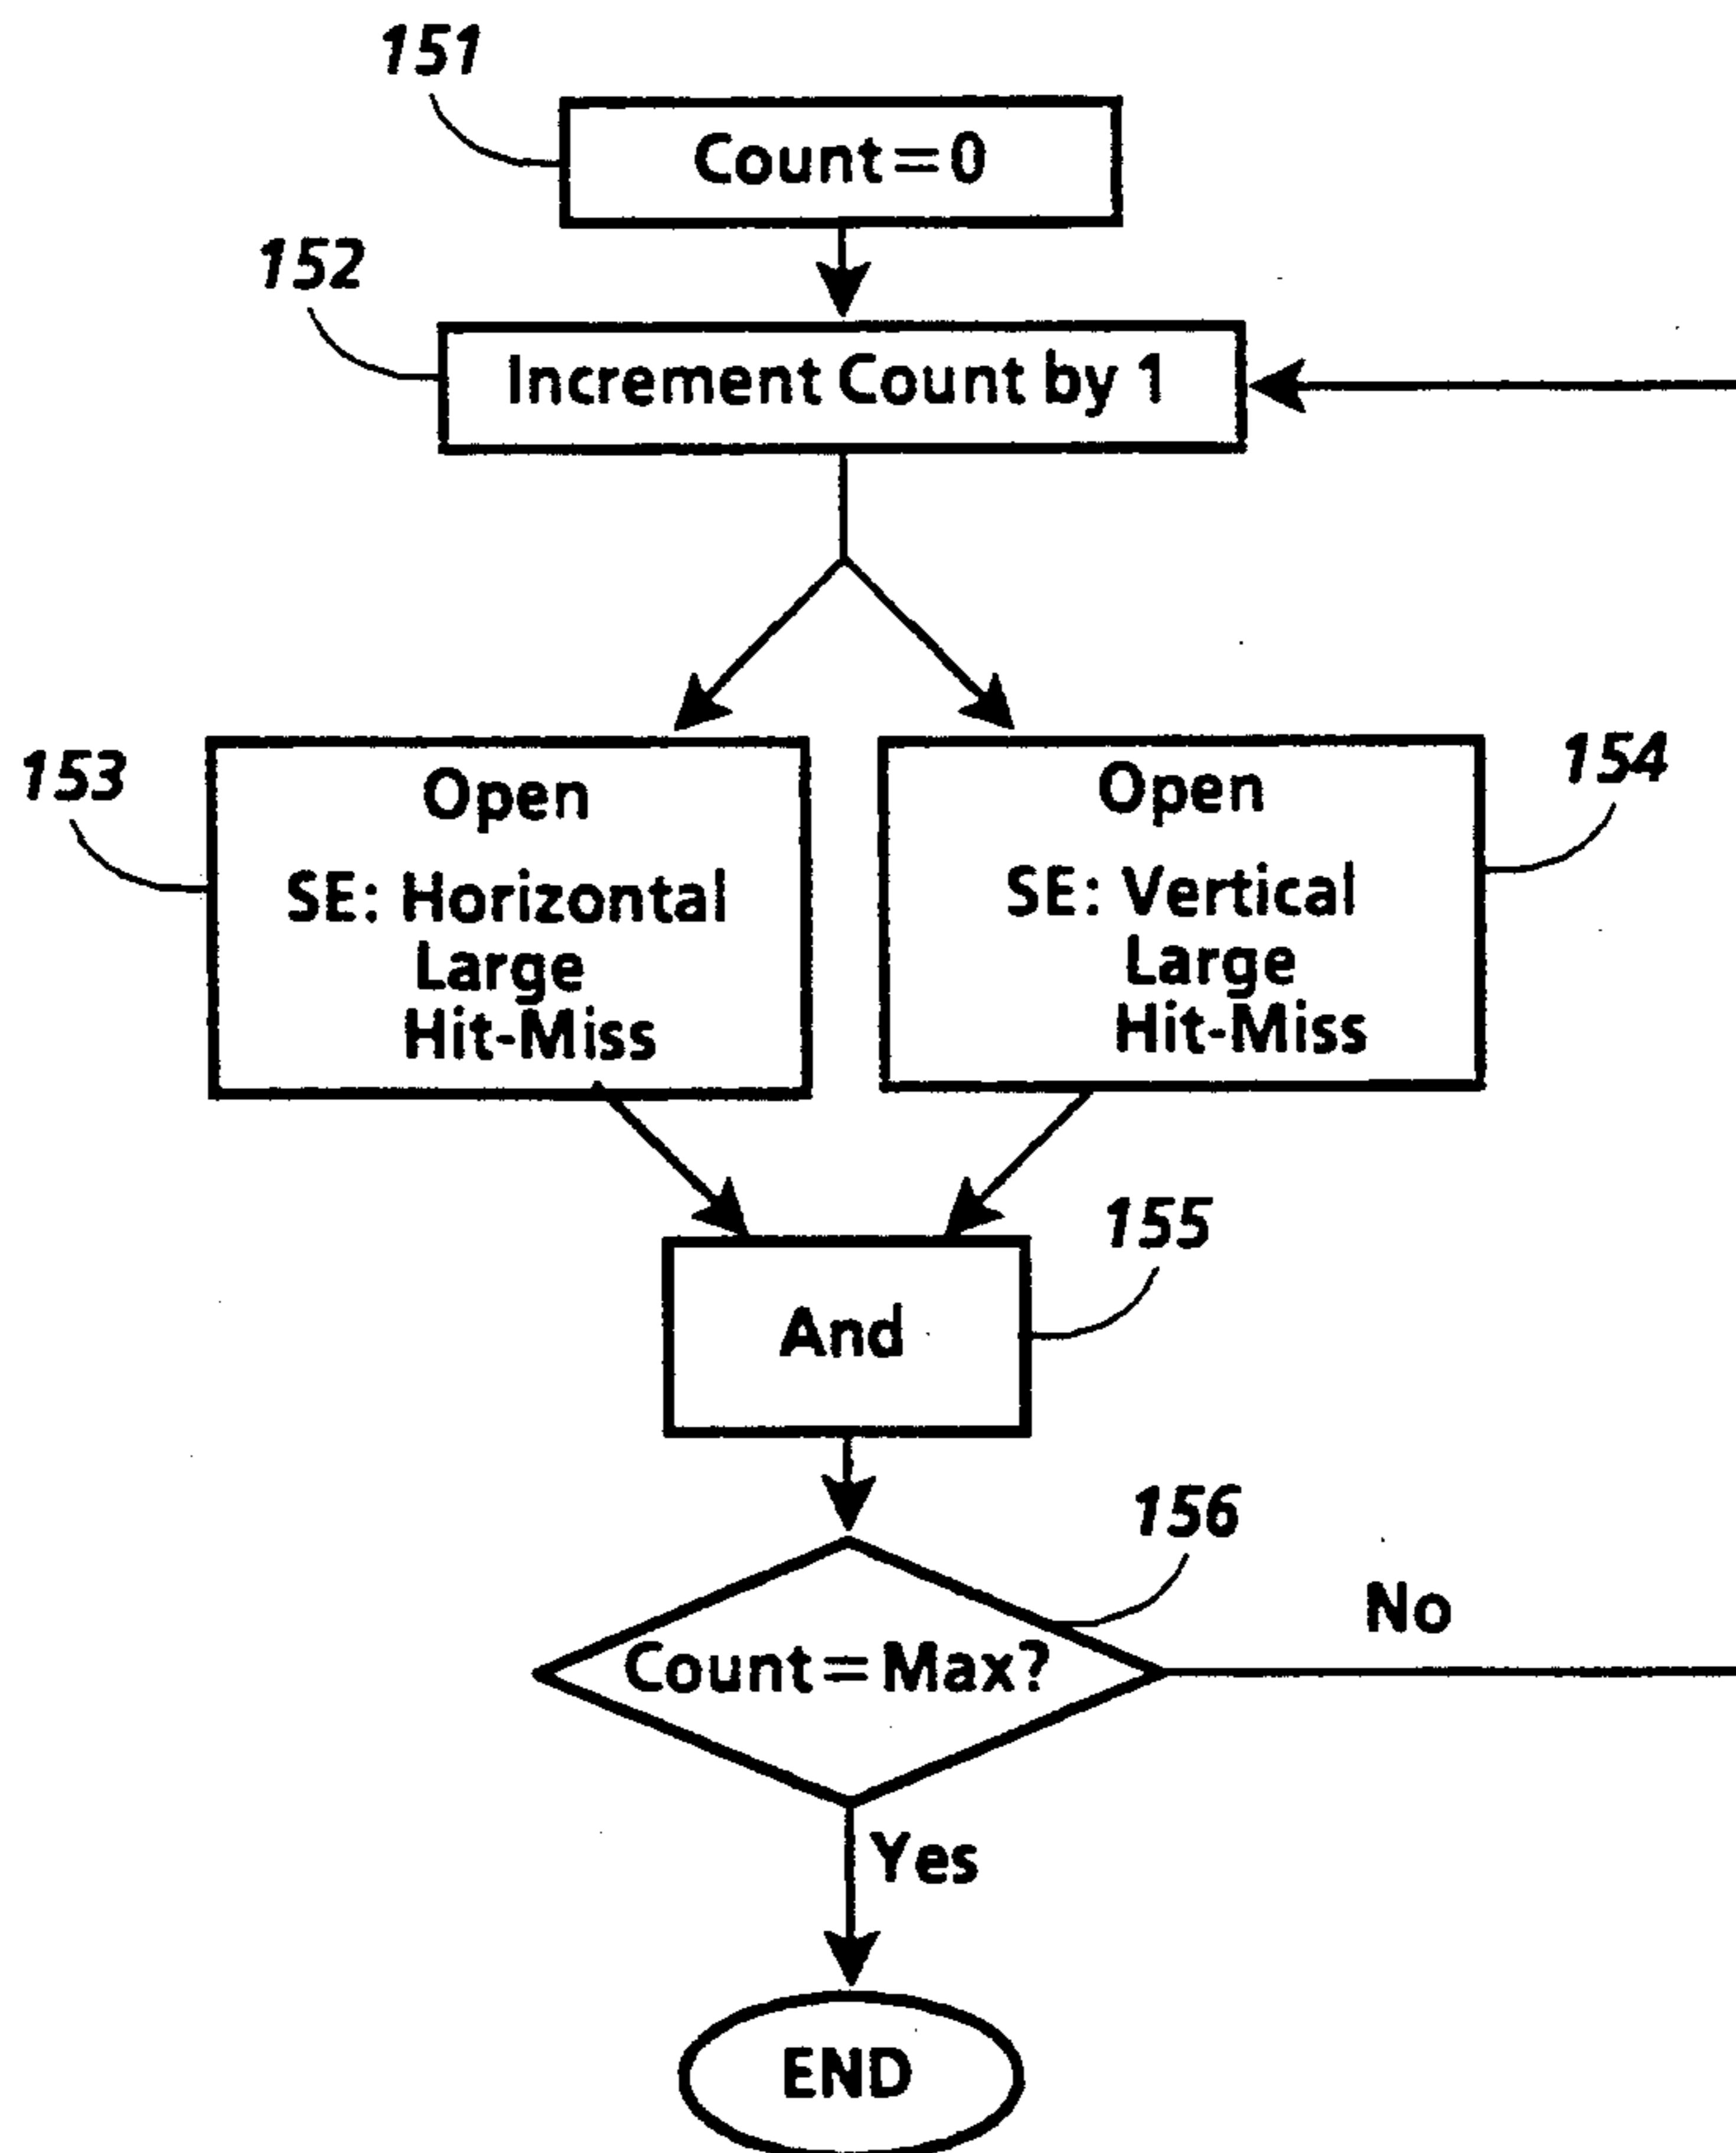 151
Count=0
152
Increment Count by 1
153
Open
SE: Horizontal
Large
Hit-Miss
154
Open
SE: Vertical
Large
Hit-Miss
155
And
156
Count=Max?
No
Yes
END